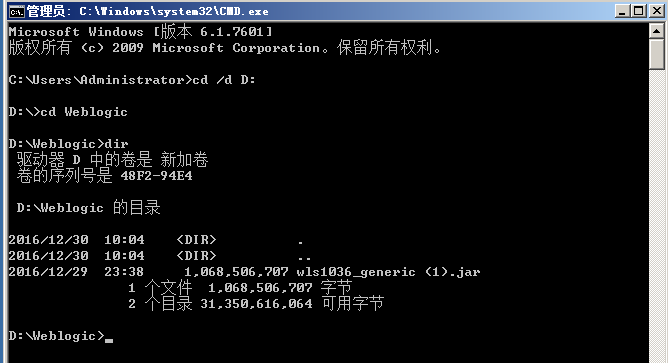 管理员: C:\Windows\system32\CMD.exe
Microsoft Windows [版本 6.1.7601]
版权所有 (c) 2009 Microsoft Corporation。保留所有权利。
C:\Users\Administrator>cd /d D:
D:\>cd Weblogic
D:\Weblogic>dir
 驱动器 D 中的卷是 新加卷
 卷的序列号是 48F2-94E4
 D:\Weblogic 的目录
2016/12/30  10:04    <DIR>          .
2016/12/30  10:04    <DIR>          ..
2016/12/29  23:38     1,068,506,707 wls1036_generic (1).jar
               1 个文件  1,068,506,707 字节
               2 个目录 31,350,616,064 可用字节
D:\Weblogic>